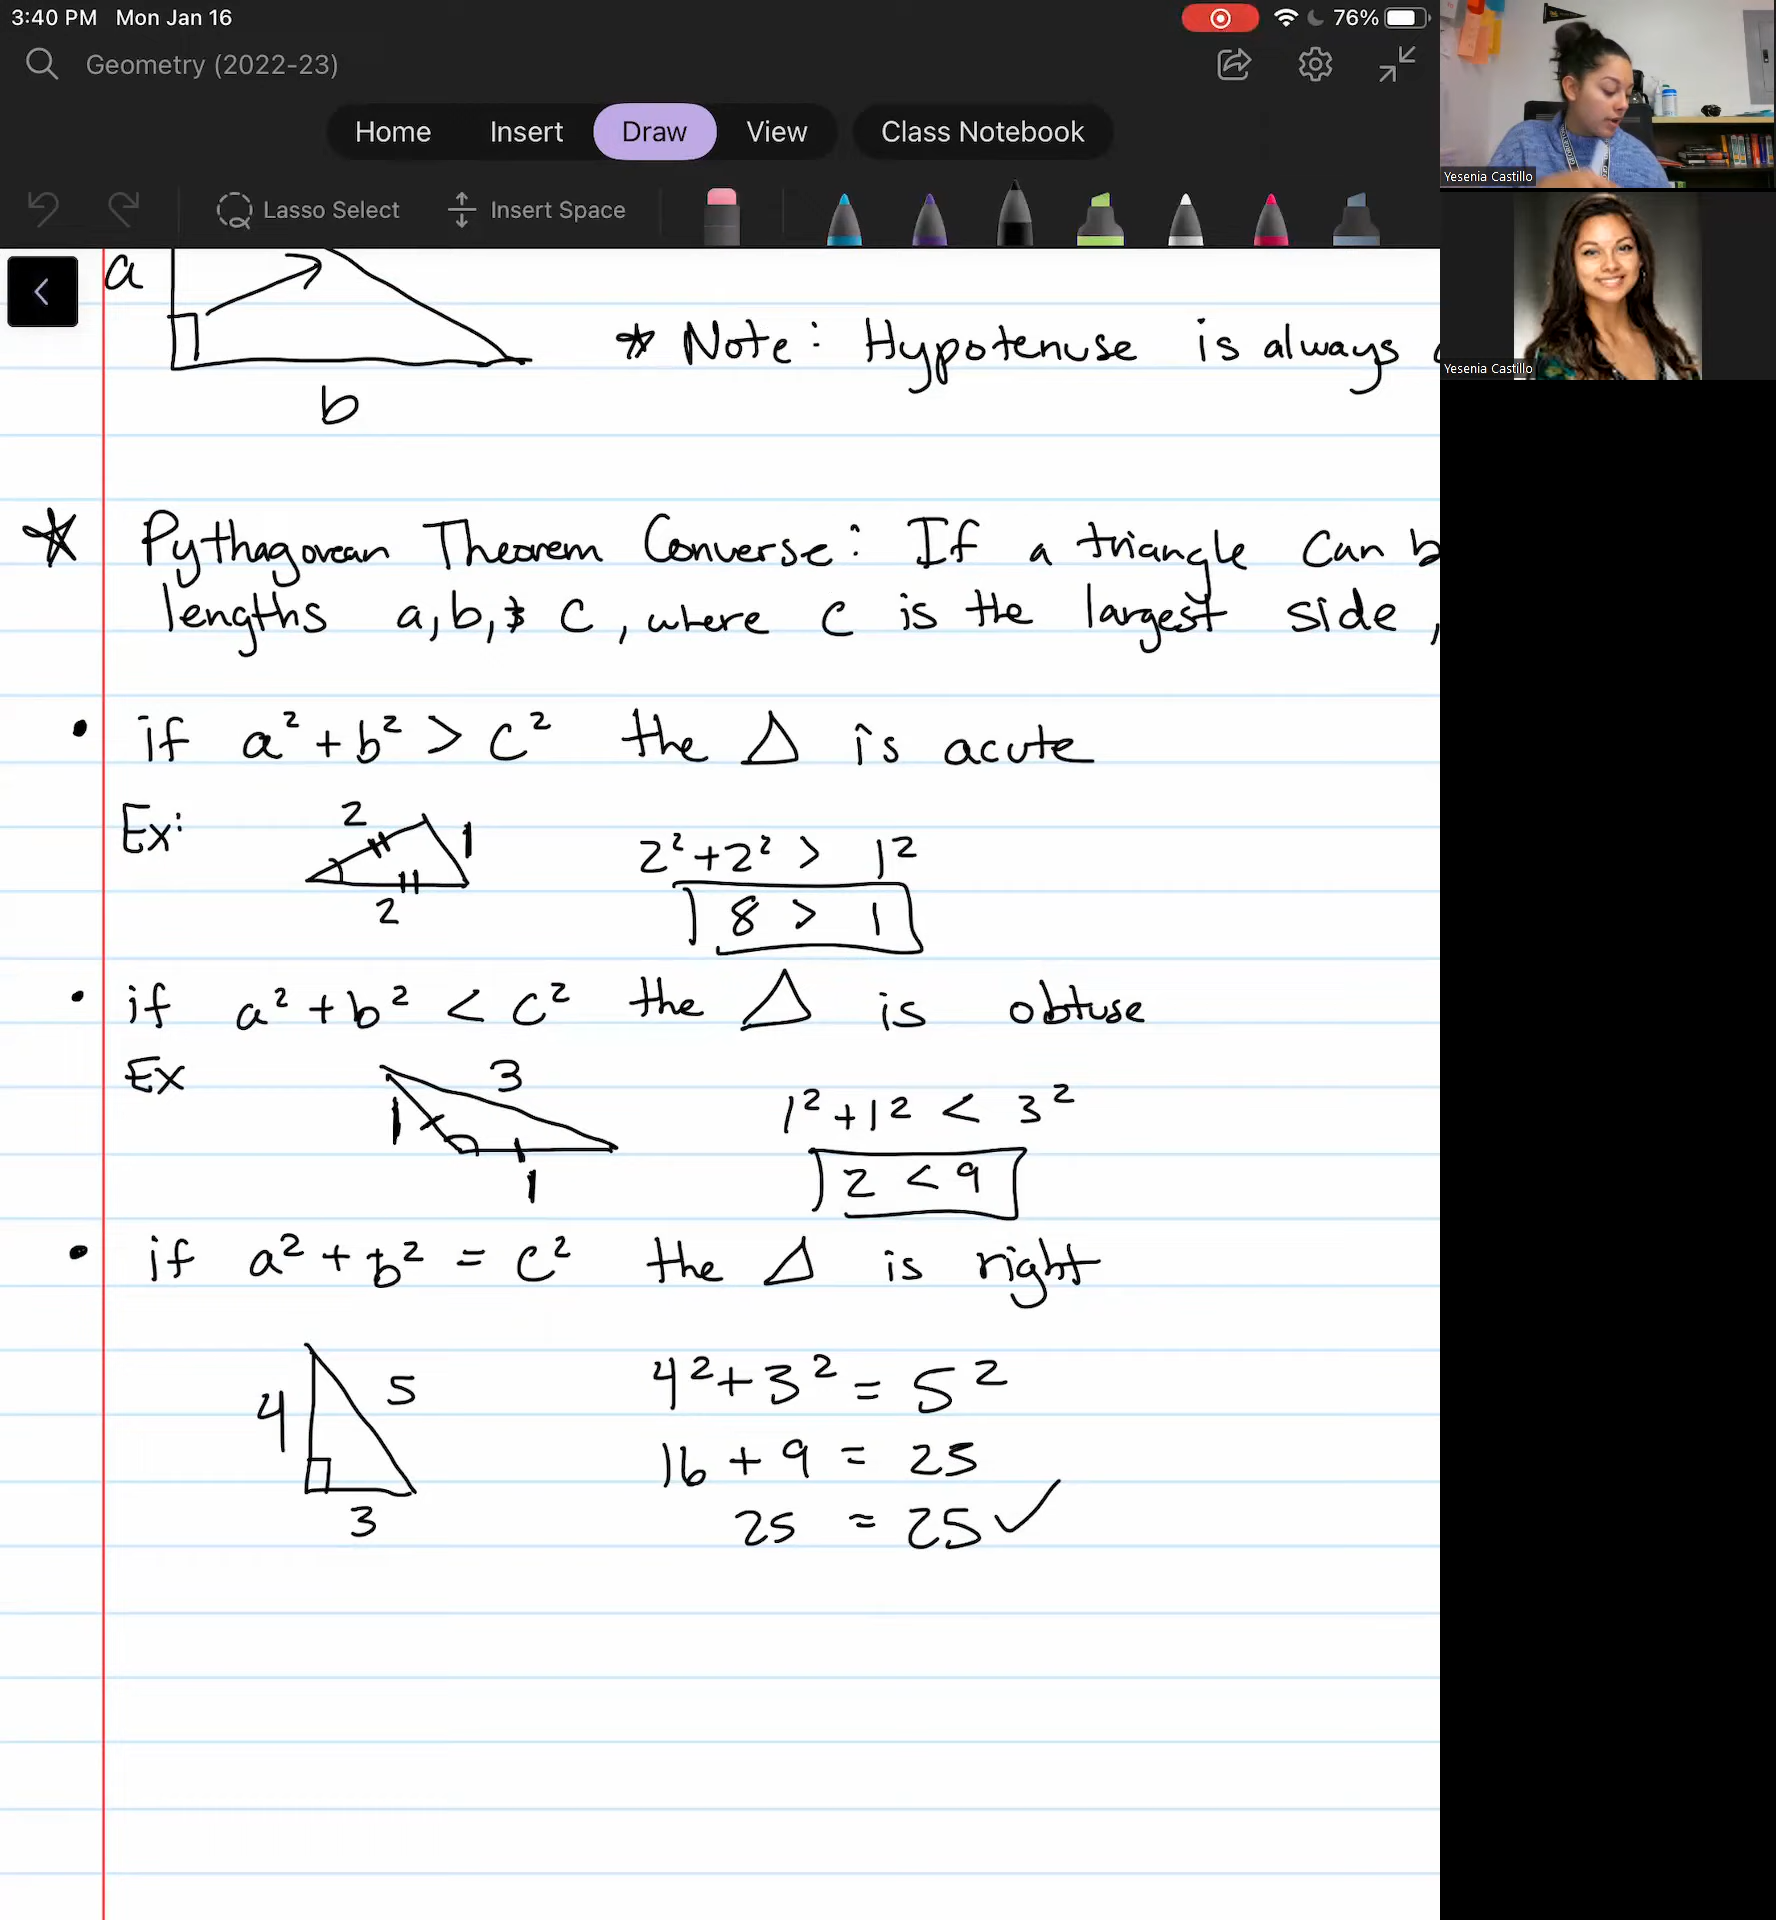 3:40 PM Mon Jan 16
76%
Geometry (2022-23)
Home Insert Draw View Class Notebook
Lasso Select Insert Space
Yesenia Castillo
Yesenia Castillo
a
* Note: Hypotenuse is always
b
* Pythagorean Theorem Converse: If a triangle can b
lengths a, b, & c, where c is the largest side,
• if a² + b² > c² the △ is acute
Ex: 2 1 2² + 2² > 1²
2 8 > 1
• if a² + b² < c² the △ is obtuse
Ex 3
1 1² + 1² < 3²
1 2 < 9
• if a² + b² = c² the △ is right
4 5 4² + 3² = 5²
16 + 9 = 25
3 25 = 25 ✓